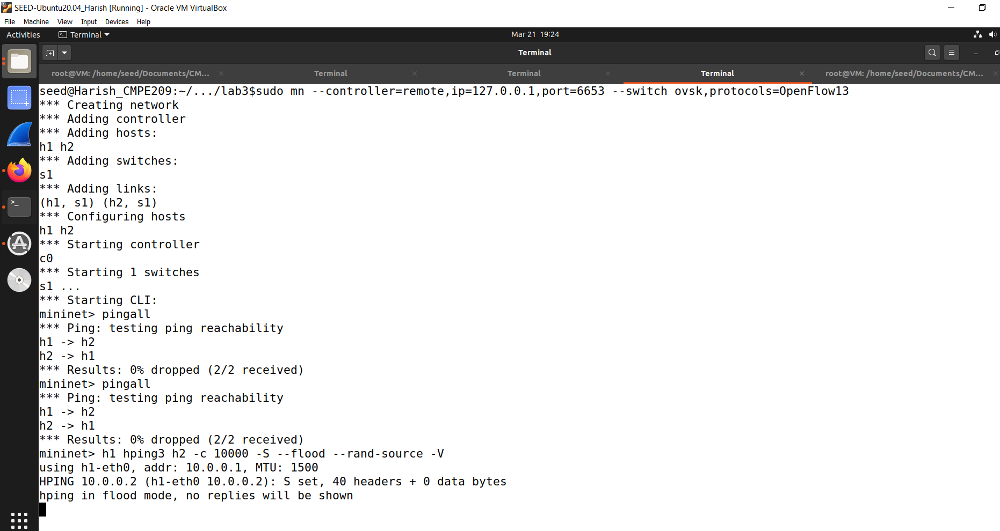 SEED-Ubuntu20.04_Harish [Running] - Oracle VM VirtualBox
File Machine View Input Devices Help
Activities Terminal Mar 21 19:24
Terminal
root@VM: /home/seed/Documents/CM... Terminal Terminal Terminal root@VM: /home/seed/Documents/CM...
seed@Harish_CMPE209:~/.../lab3$sudo mn --controller=remote,ip=127.0.0.1,port=6653 --switch ovsk,protocols=OpenFlow13
*** Creating network
*** Adding controller
*** Adding hosts:
h1 h2
*** Adding switches:
s1
*** Adding links:
(h1, s1) (h2, s1)
*** Configuring hosts
h1 h2
*** Starting controller
c0
*** Starting 1 switches
s1 ...
*** Starting CLI:
mininet> pingall
*** Ping: testing ping reachability
h1 -> h2
h2 -> h1
*** Results: 0% dropped (2/2 received)
mininet> pingall
*** Ping: testing ping reachability
h1 -> h2
h2 -> h1
*** Results: 0% dropped (2/2 received)
mininet> h1 hping3 h2 -c 10000 -S --flood --rand-source -V
using h1-eth0, addr: 10.0.0.1, MTU: 1500
HPING 10.0.0.2 (h1-eth0 10.0.0.2): S set, 40 headers + 0 data bytes
hping in flood mode, no replies will be shown